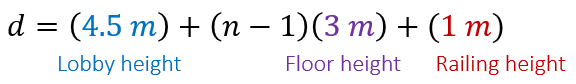 d = (4.5 m) + (n − 1)(3 m) + (1 m)
Lobby height Floor height Railing height